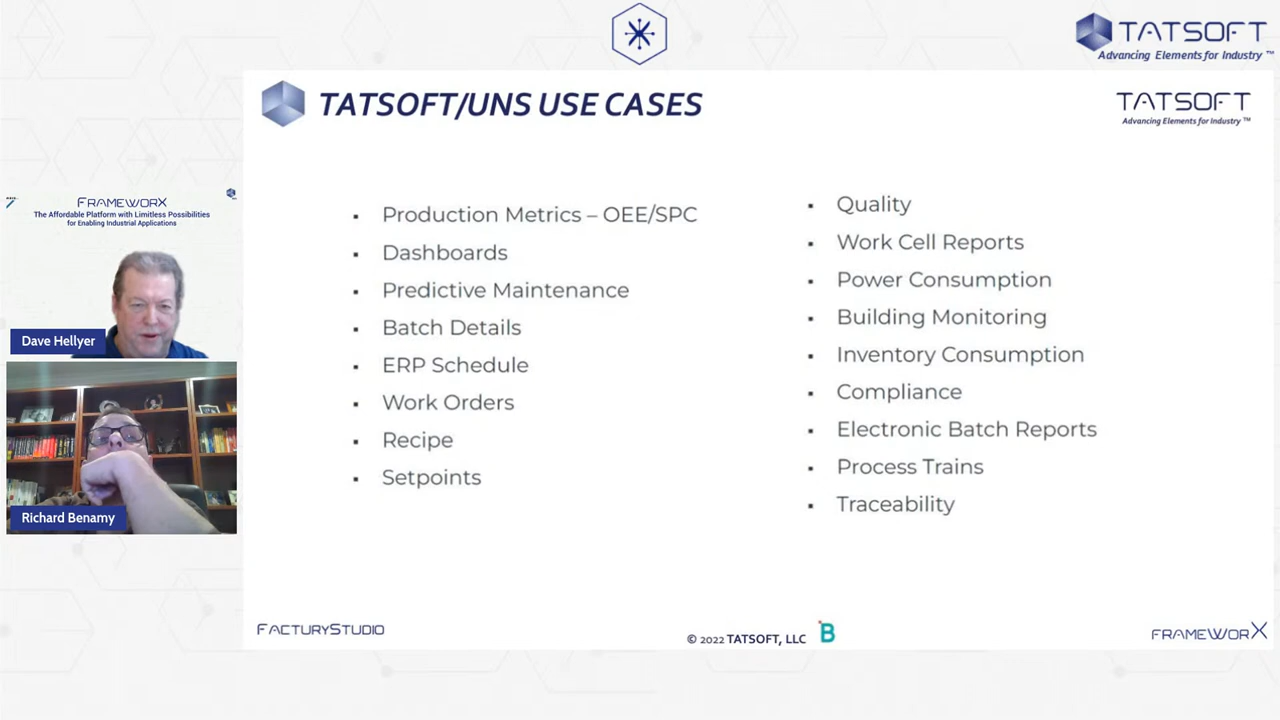 TATSOFT
Advancing Elements for Industry ™
TATSOFT/UNS USE CASES
TATSOFT
Advancing Elements for Industry ™
FRAMEWORX
The Affordable Platform with Limitless Possibilities
for Enabling Industrial Applications
Dave Hellyer
Richard Benamy
▪ Production Metrics – OEE/SPC
▪ Dashboards
▪ Predictive Maintenance
▪ Batch Details
▪ ERP Schedule
▪ Work Orders
▪ Recipe
▪ Setpoints
▪ Quality
▪ Work Cell Reports
▪ Power Consumption
▪ Building Monitoring
▪ Inventory Consumption
▪ Compliance
▪ Electronic Batch Reports
▪ Process Trains
▪ Traceability
FACTURYSTUDIO
© 2022 TATSOFT, LLC
B
FRAMEWORX